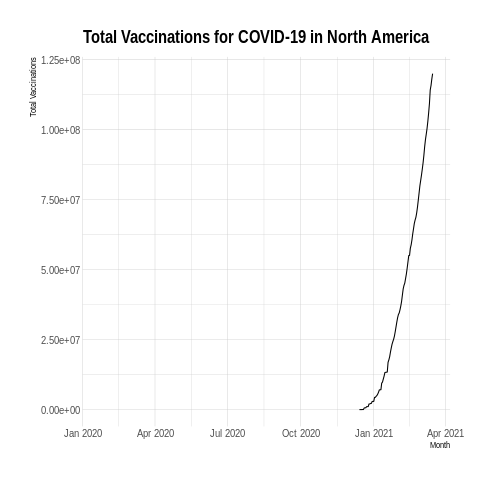 Total Vaccinations for COVID-19 in North America
Total Vaccinations
1.25e+08
1.00e+08
7.50e+07
5.00e+07
2.50e+07
0.00e+00
Jan 2020 Apr 2020 Jul 2020 Oct 2020 Jan 2021 Apr 2021
Month